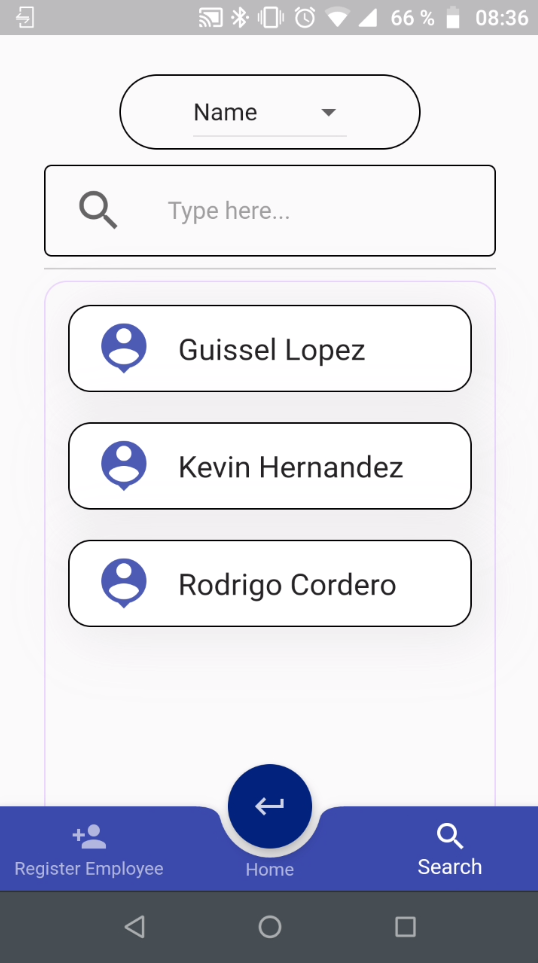 66 % 08:36
Name
Type here...
Guissel Lopez
Kevin Hernandez
Rodrigo Cordero
Register Employee
Home
Search